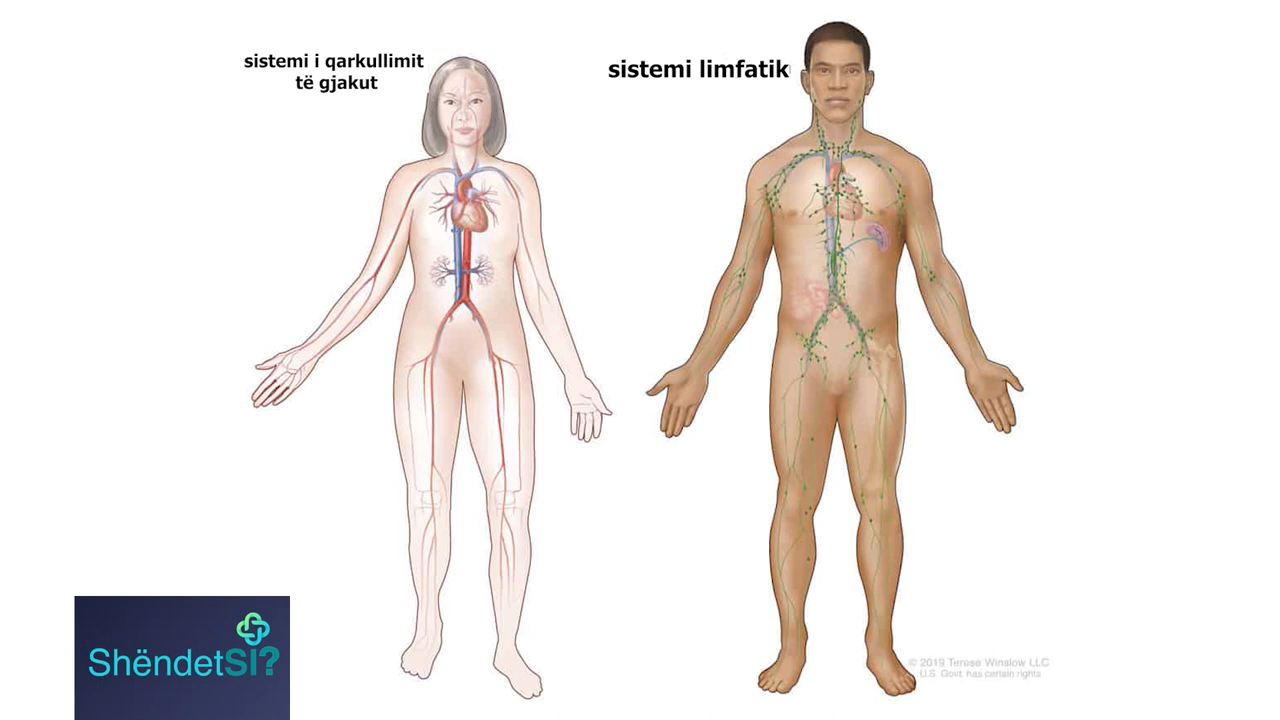 sistemi i qarkullimit
të gjakut
sistemi limfatik
ShëndetSI?
© 2019 Terese Winslow LLC
U.S. Govt. has certain rights